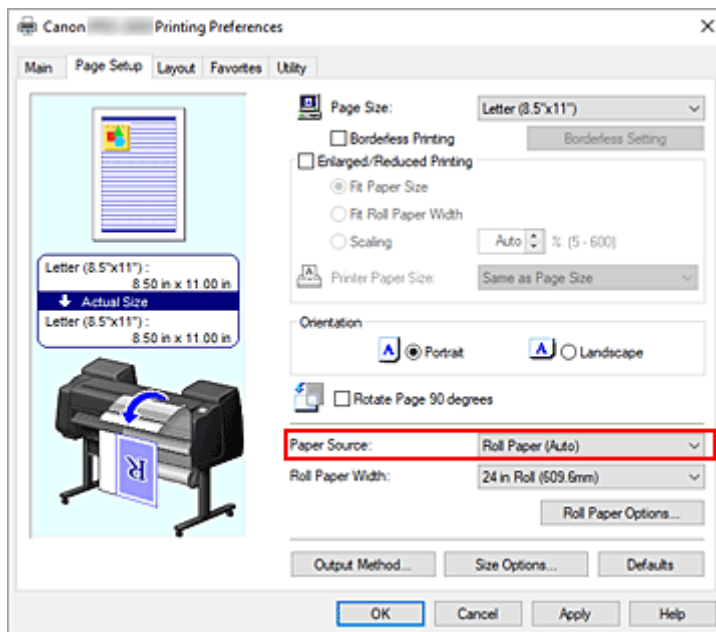 Canon Printing Preferences
Main Page Setup Layout Favorites Utility
Page Size: Letter (8.5"x11")
Borderless Printing Borderless Setting
Enlarged/Reduced Printing
Fit Paper Size
Fit Roll Paper Width
Scaling Auto % (5 - 600)
Printer Paper Size: Same as Page Size
Letter (8.5"x11") :
8.50 in x 11.00 in
Actual Size
Letter (8.5"x11") :
8.50 in x 11.00 in
Orientation
A Portrait A Landscape
Rotate Page 90 degrees
R
Paper Source: Roll Paper (Auto)
Roll Paper Width: 24 in Roll (609.6mm)
Roll Paper Options...
Output Method... Size Options... Defaults
OK Cancel Apply Help